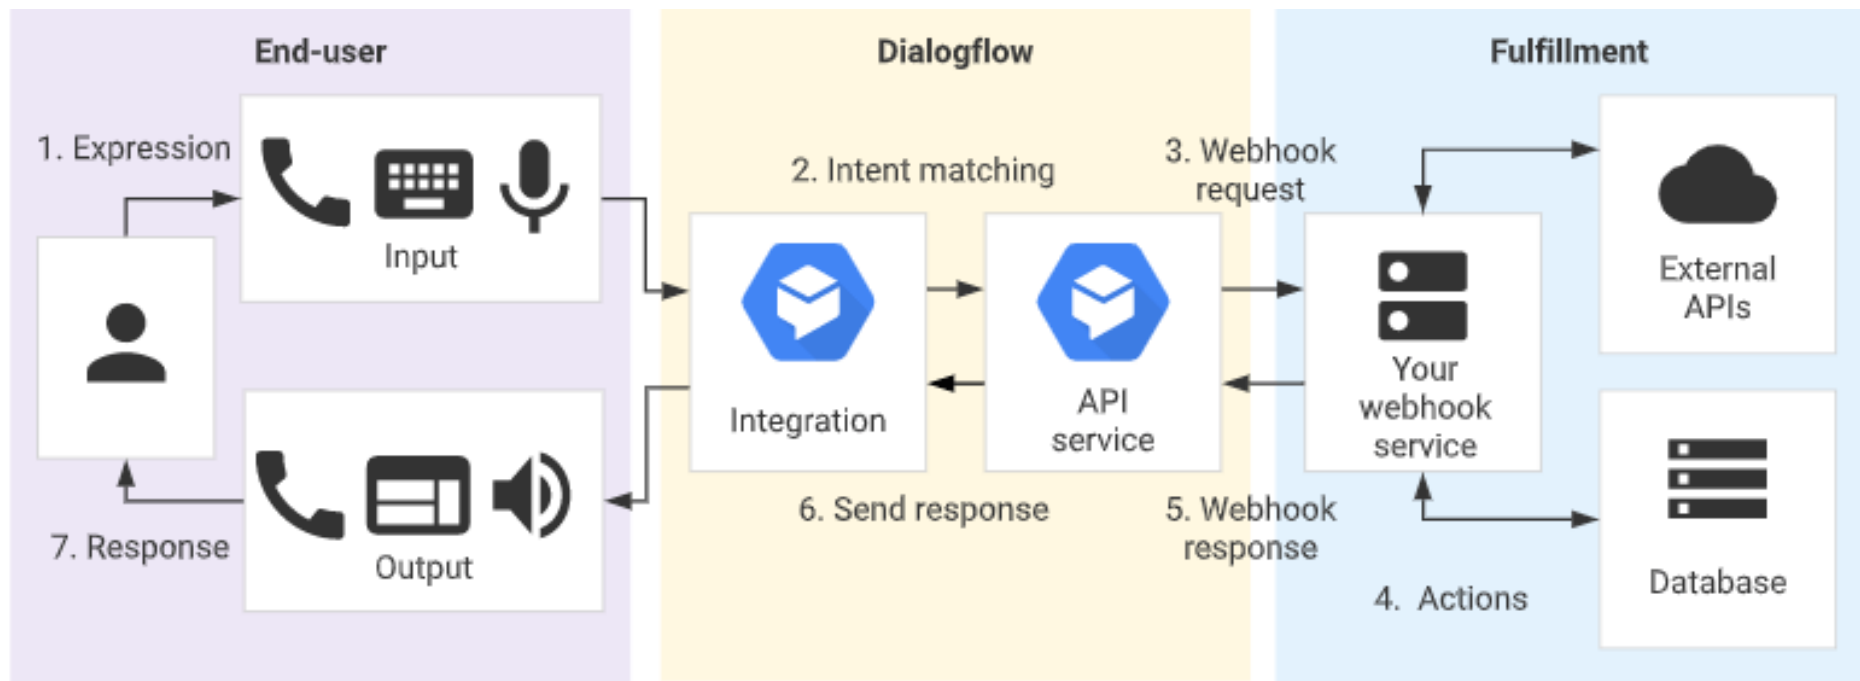 End-user
Dialogflow
Fulfillment
1. Expression
Input
2. Intent matching
3. Webhook
request
External
APIs
Integration
API
service
Your
webhook
service
6. Send response
5. Webhook
response
7. Response
Output
4. Actions
Database